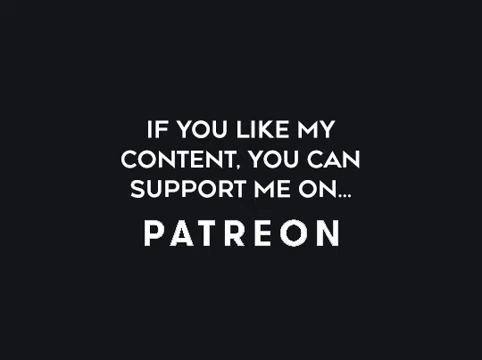 IF YOU LIKE MY
CONTENT, YOU CAN
SUPPORT ME ON...
PATREON